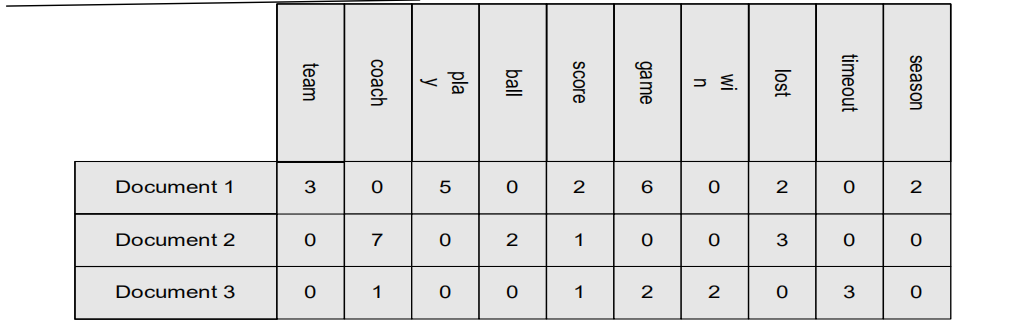 team coach play ball score game win lost timeout season
Document 1 3 0 5 0 2 6 0 2 0 2
Document 2 0 7 0 2 1 0 0 3 0 0
Document 3 0 1 0 0 1 2 2 0 3 0